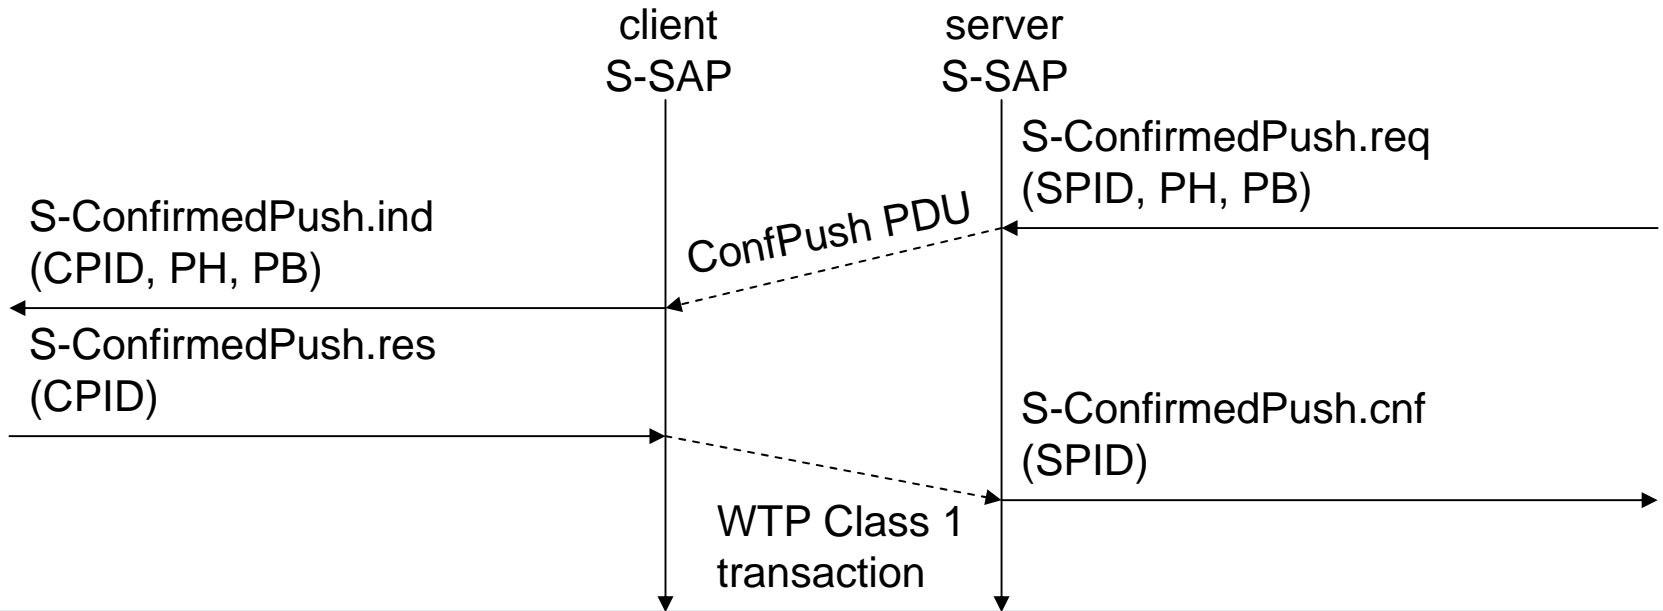 client
S-SAP
server
S-SAP
S-ConfirmedPush.req
(SPID, PH, PB)
ConfPush PDU
S-ConfirmedPush.ind
(CPID, PH, PB)
S-ConfirmedPush.res
(CPID)
S-ConfirmedPush.cnf
(SPID)
WTP Class 1
transaction